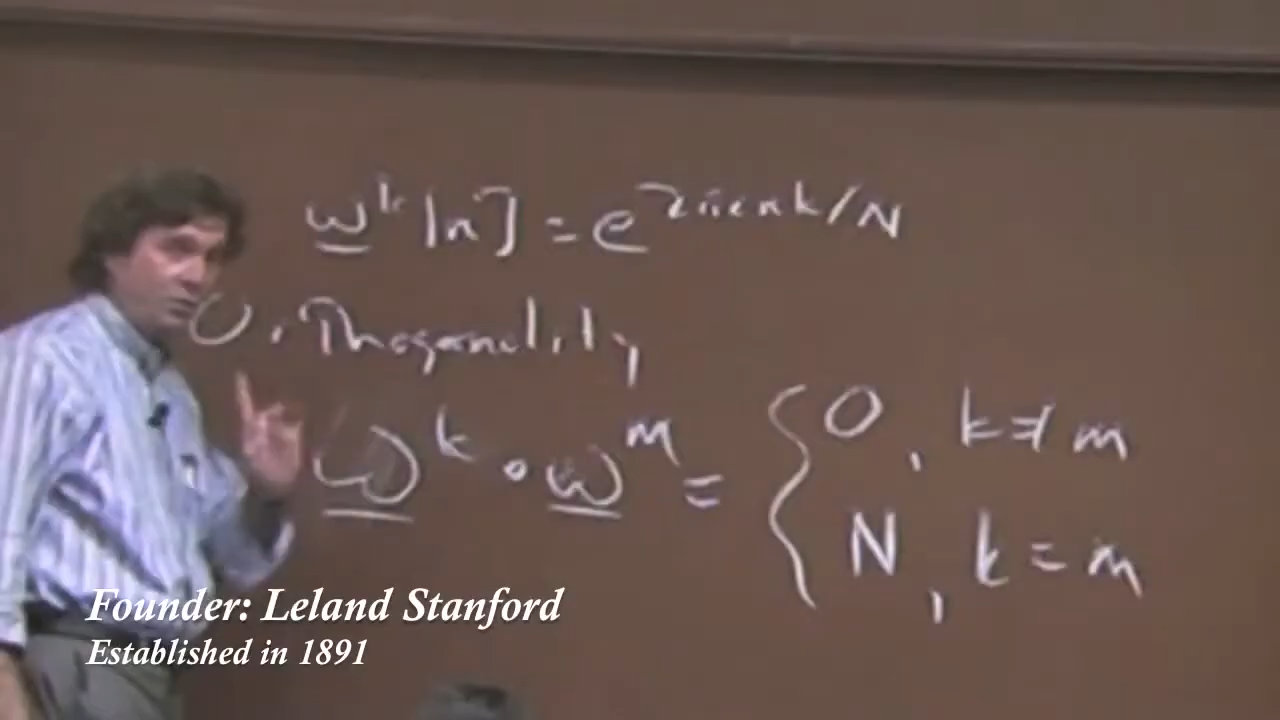 ω^k[n] = e^{2πink/N}
Orthogonality
ω^k · ω^m = { 0, k ≠ m
N, k = m
Founder: Leland Stanford
Established in 1891